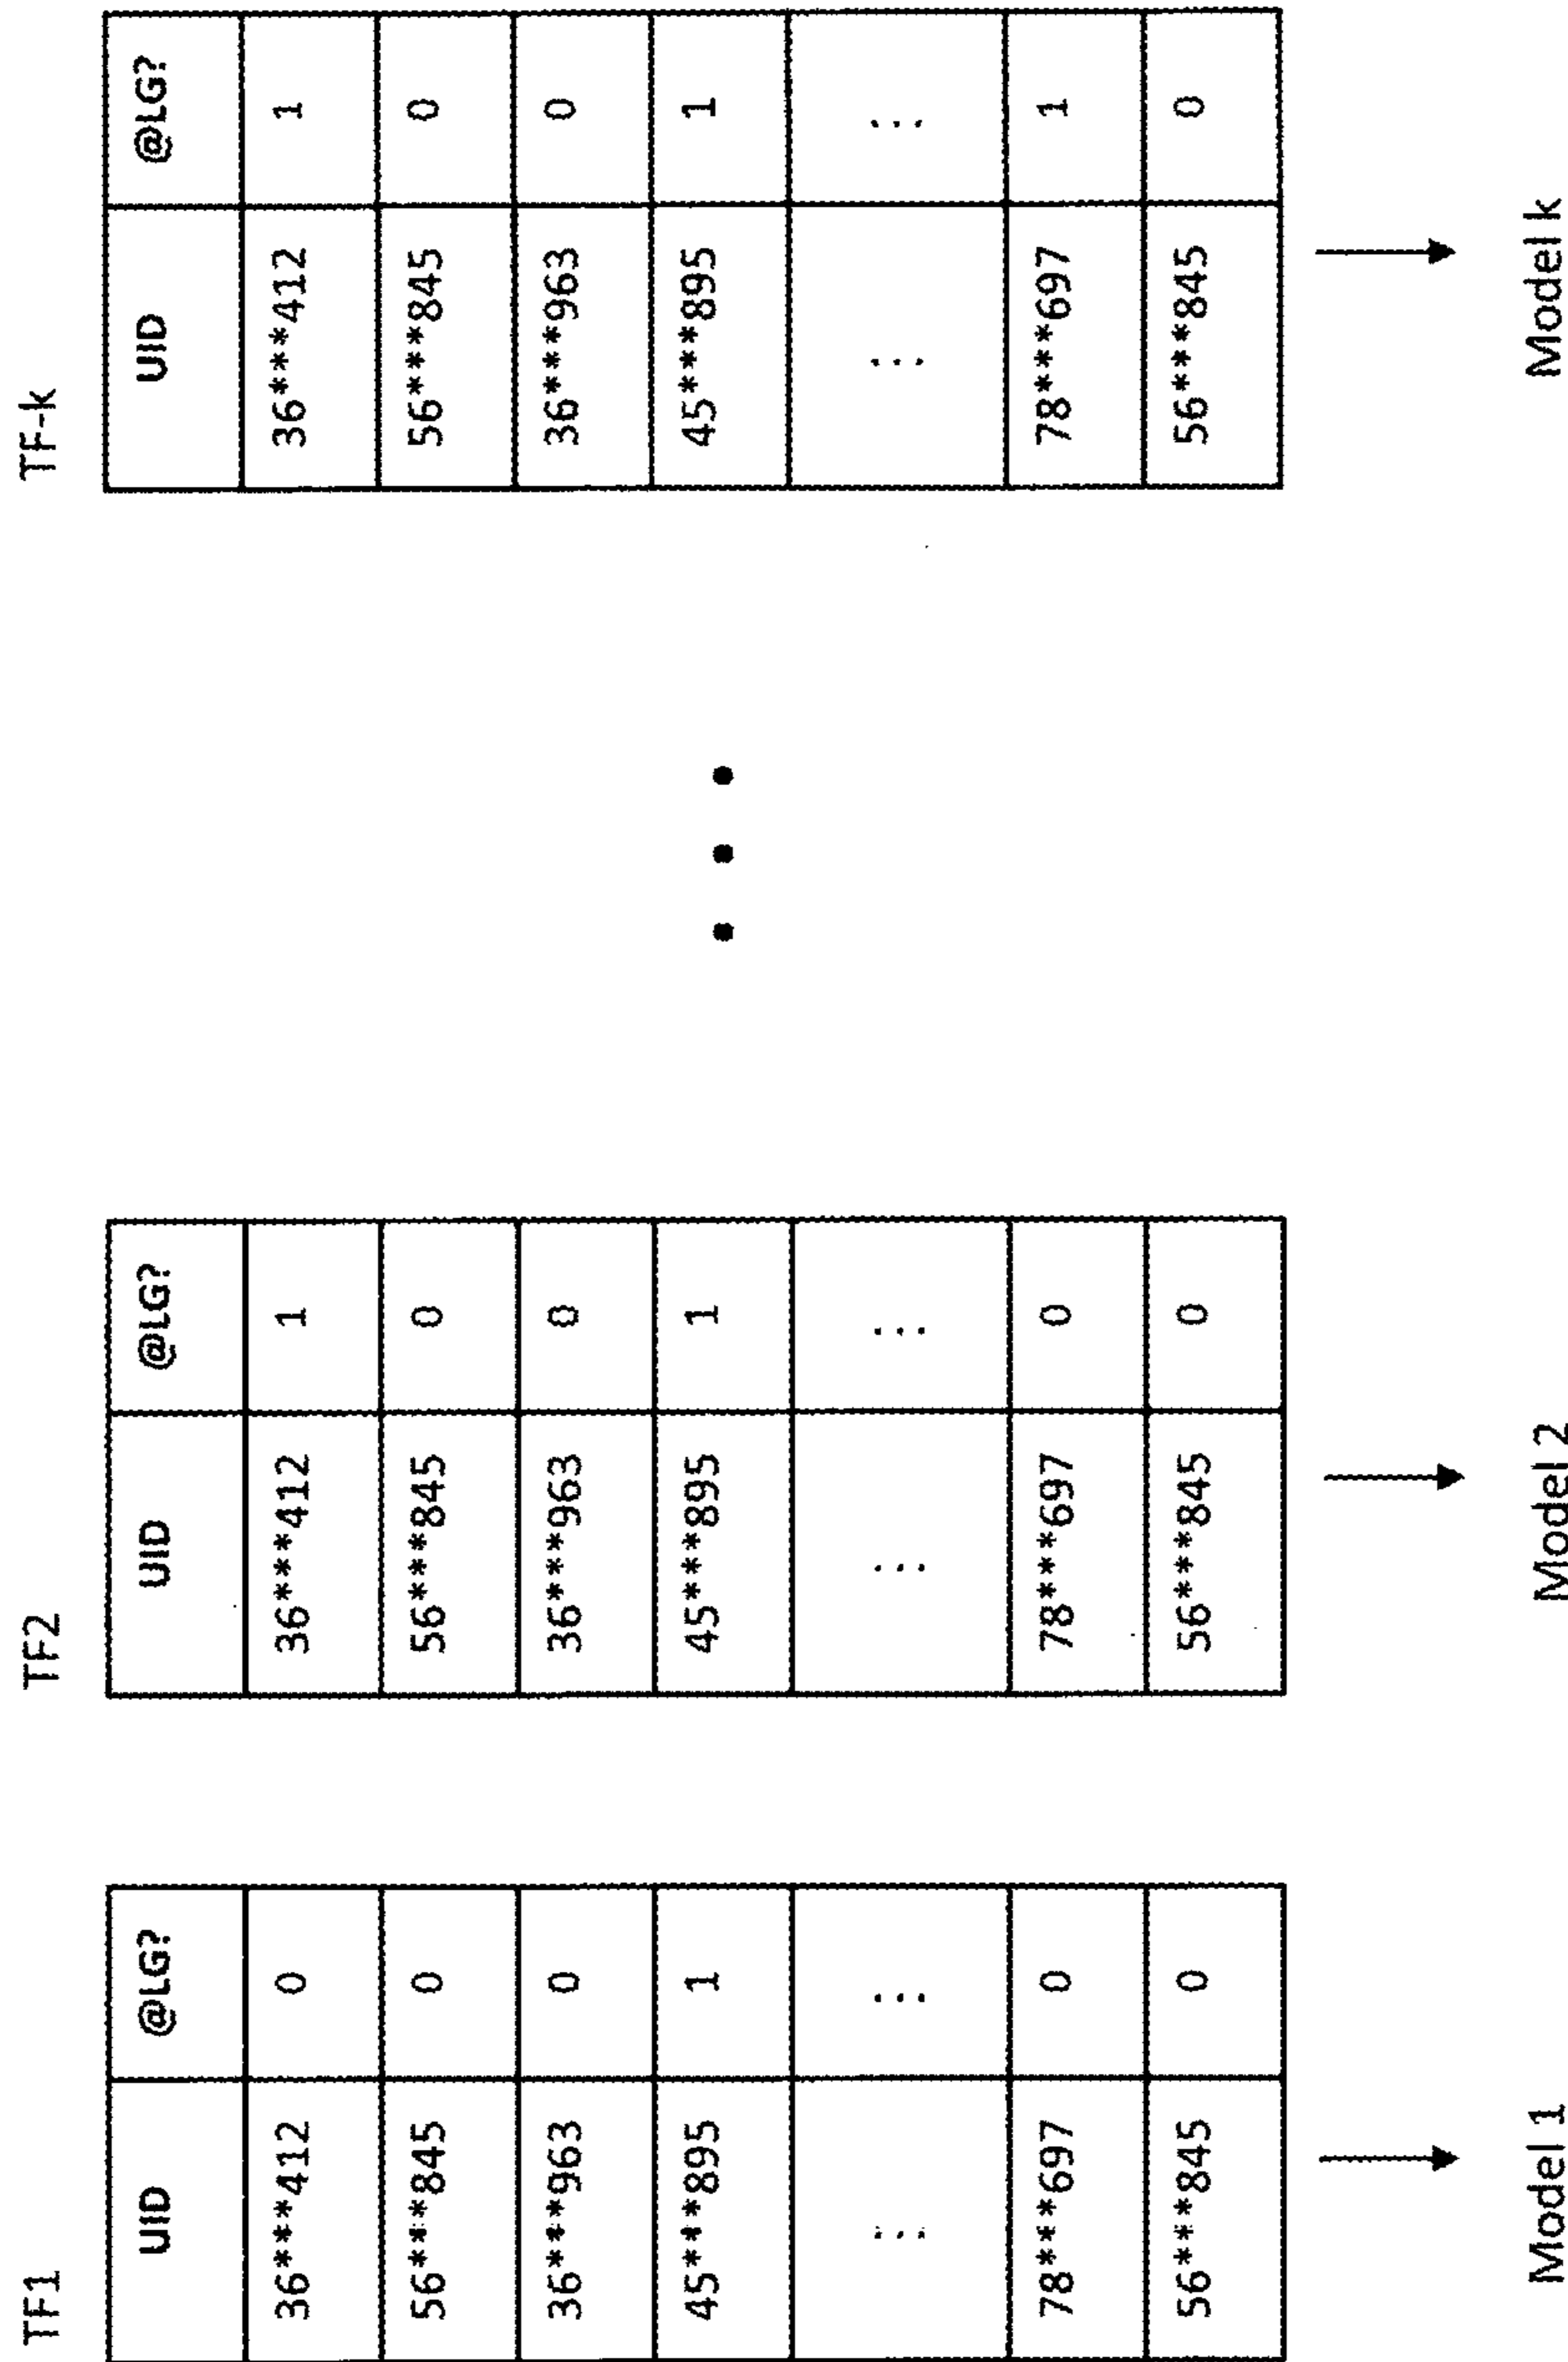 TF1
UID @LG?
36***412 0
56***845 0
36***963 0
45***895 1
... ...
78***697 0
56***845 0
Model 1
TF2
UID @LG?
36***412 1
56***845 0
36***963 0
45***895 1
... ...
78***697 0
56***845 0
Model 2
• • •
TF-k
UID @LG?
36***412 1
56***845 0
36***963 0
45***895 1
... ...
78***697 1
56***845 0
Model k